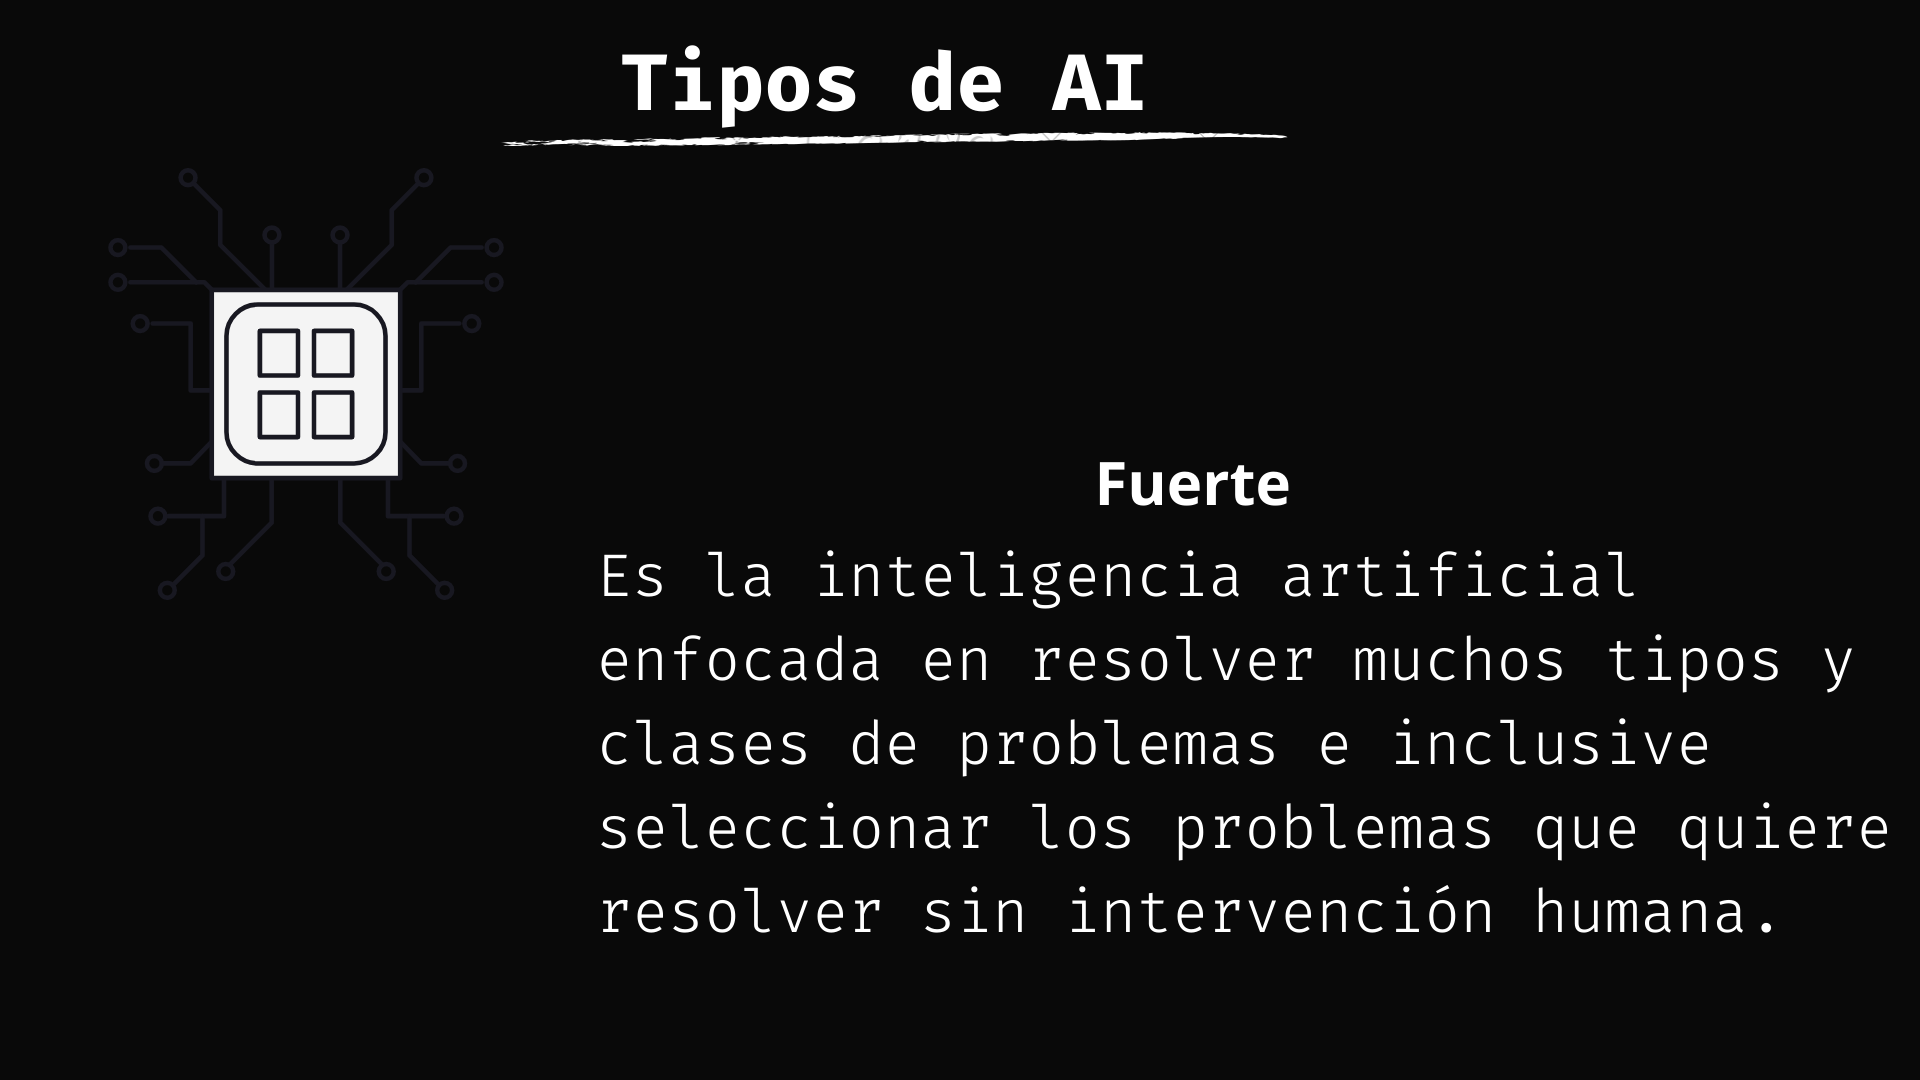 Tipos de AI
Fuerte
Es la inteligencia artificial
enfocada en resolver muchos tipos y
clases de problemas e inclusive
seleccionar los problemas que quiere
resolver sin intervención humana.